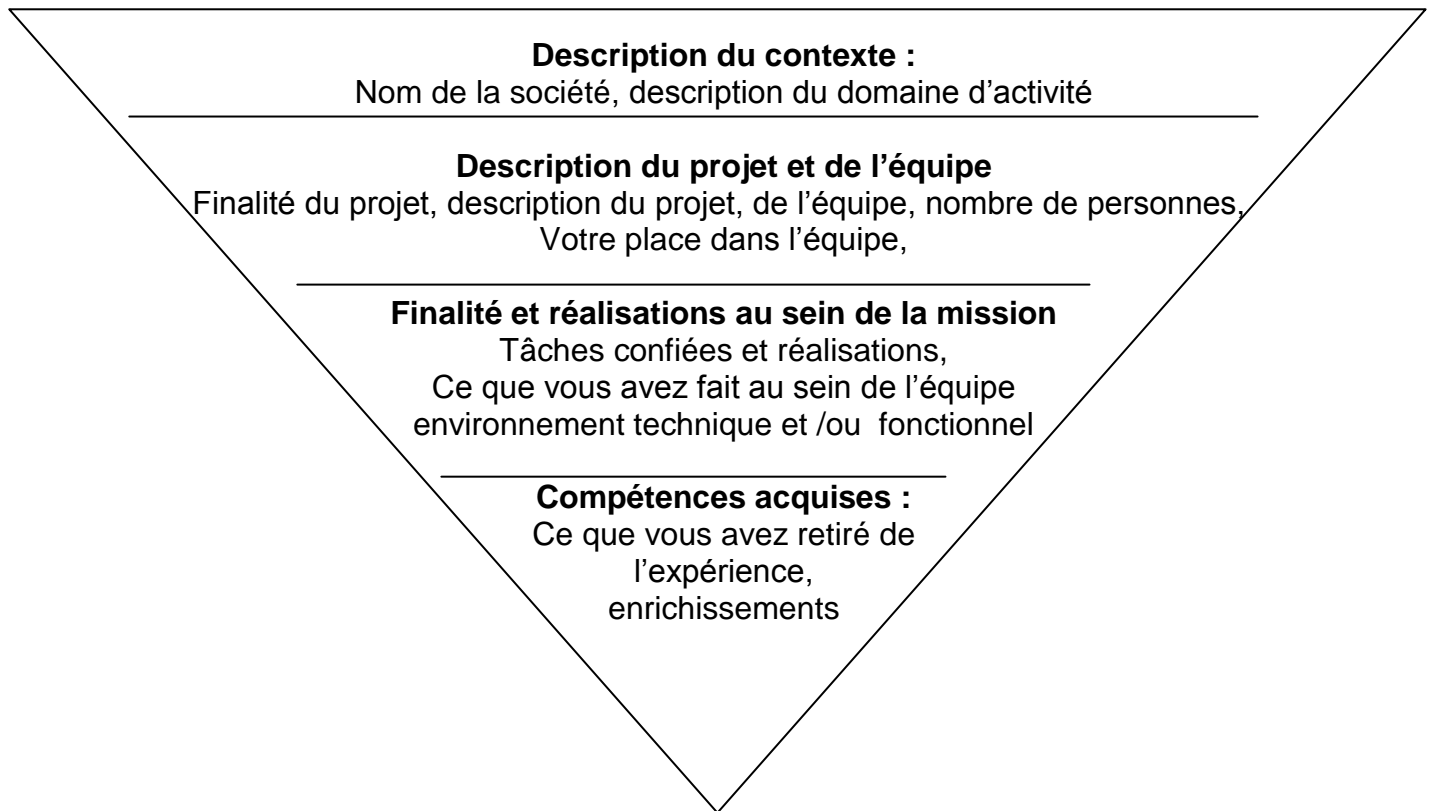 Description du contexte :
Nom de la société, description du domaine d’activité
Description du projet et de l’équipe
Finalité du projet, description du projet, de l’équipe, nombre de personnes,
Votre place dans l’équipe,
Finalité et réalisations au sein de la mission
Tâches confiées et réalisations,
Ce que vous avez fait au sein de l’équipe
environnement technique et /ou  fonctionnel
Compétences acquises :
Ce que vous avez retiré de
l’expérience,
enrichissements